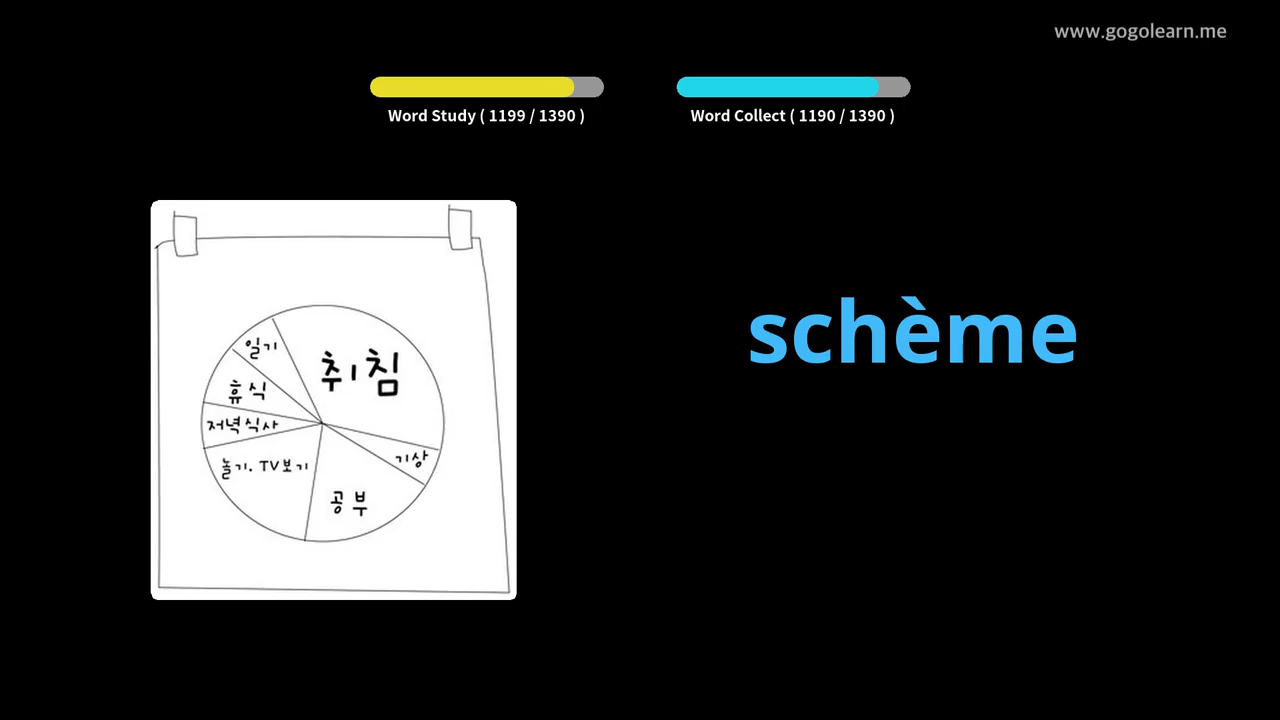 www.gogolearn.me
Word Study ( 1199 / 1390 )
Word Collect ( 1190 / 1390 )
일기
취침
휴식
저녁식사
놀기. TV보기
기상
공부
schème